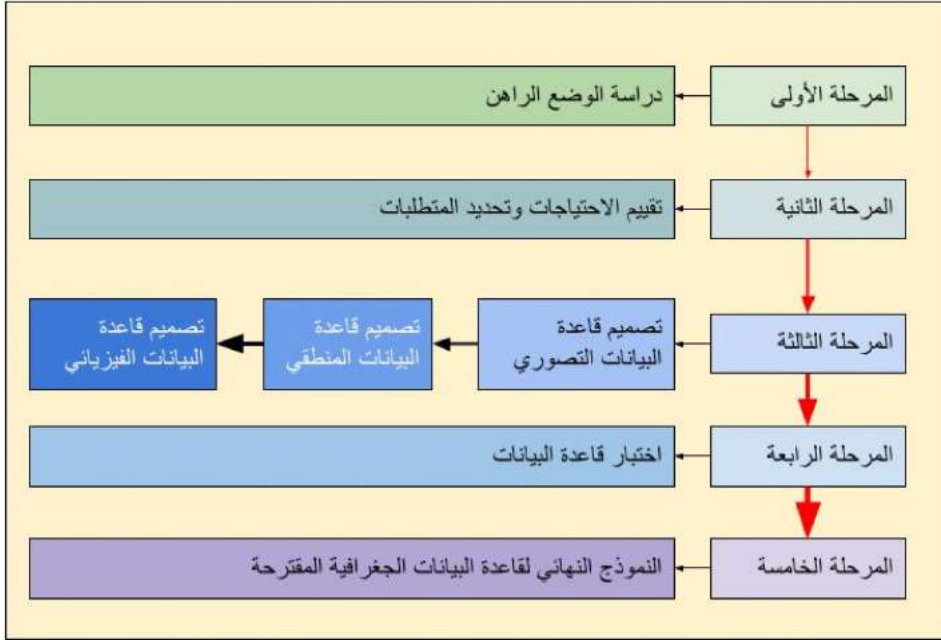 المرحلة الأولى
دراسة الوضع الراهن
المرحلة الثانية
تقييم الاحتياجات وتحديد المتطلبات
المرحلة الثالثة
تصميم قاعدة
البيانات التصوري
تصميم قاعدة
البيانات المنطقي
تصميم قاعدة
البيانات الفيزيائي
المرحلة الرابعة
اختبار قاعدة البيانات
المرحلة الخامسة
النموذج النهائي لقاعدة البيانات الجغرافية المقترحة